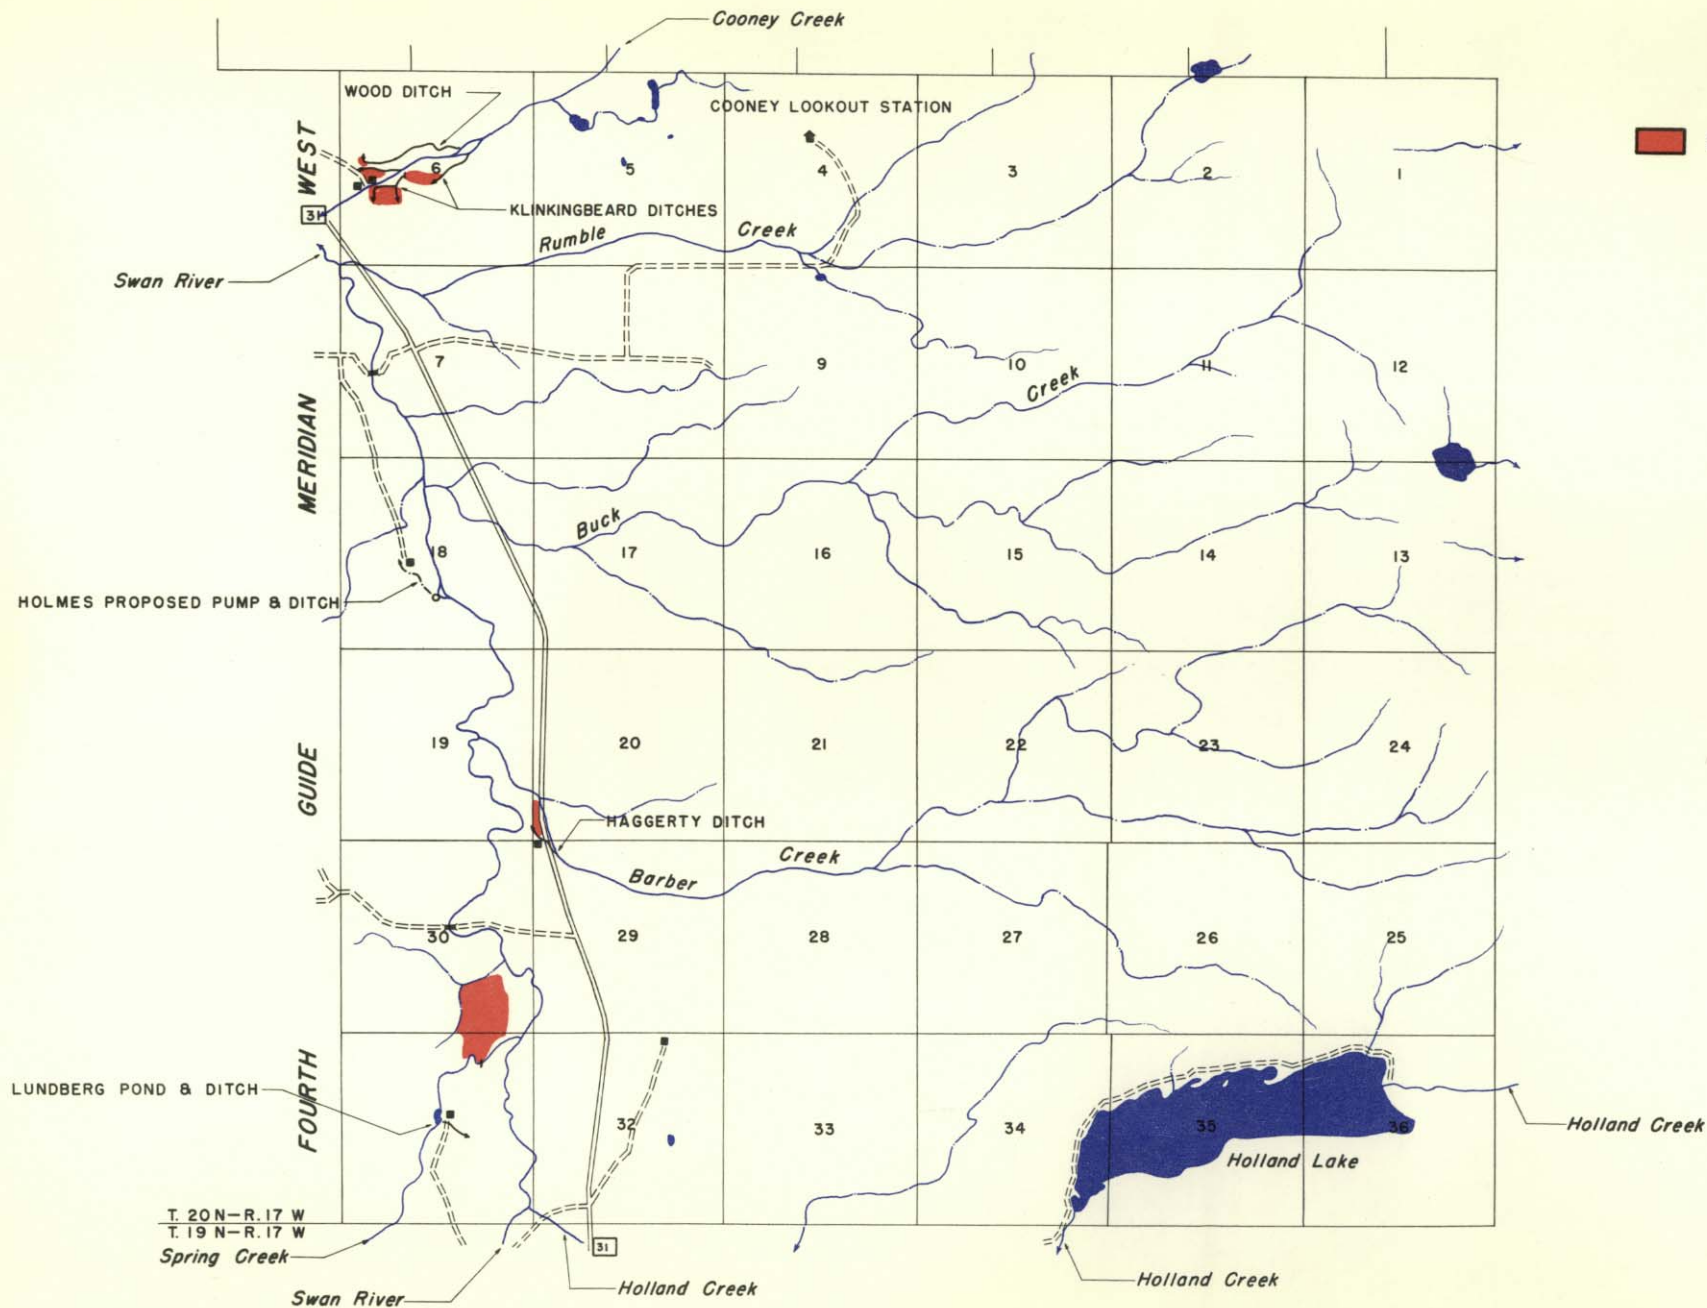 Cooney Creek
WOOD DITCH
COONEY LOOKOUT STATION
WEST
6
5
4
3
2
1
31
KLINKINGBEARD DITCHES
Rumble Creek
Swan River
7
9
10
11
12
Creek
MERIDIAN
Buck
18
17
16
15
14
13
HOLMES PROPOSED PUMP & DITCH
GUIDE
19
20
21
22
23
24
HAGGERTY DITCH
Creek
Barber
30
29
28
27
26
25
FOURTH
LUNDBERG POND & DITCH
32
33
34
35
36
Holland Creek
Holland Lake
T. 20 N–R. 17 W
T. 19 N–R. 17 W
Spring Creek
31
Swan River
Holland Creek
Holland Creek